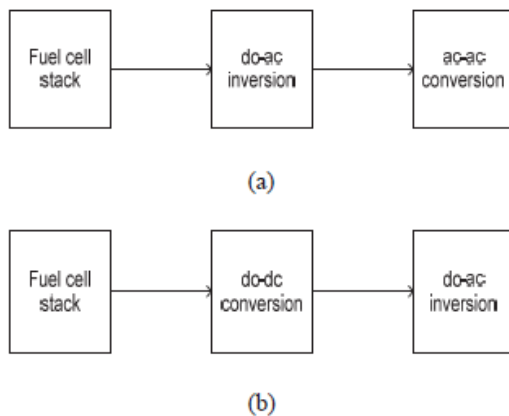 Fuel cell
stack
dc-ac
inversion
ac-ac
conversion
(a)
Fuel cell
stack
dc-dc
conversion
dc-ac
inversion
(b)